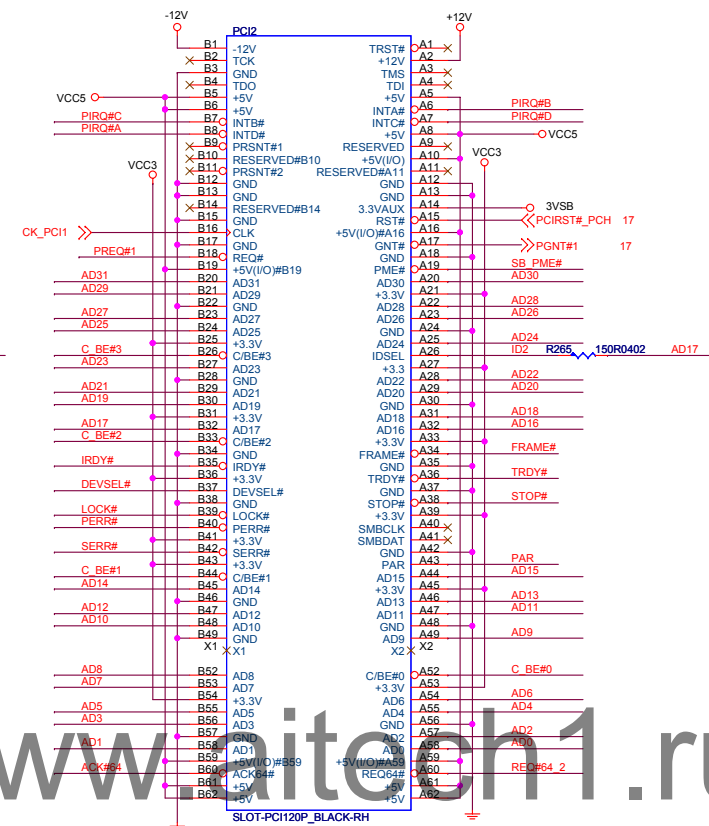 -12V +12V
PCI2
B1 -12V TRST# A1
B2 TCK +12V A2
B3 GND TMS A3
B4 TDO TDI A4
VCC5 B5 +5V +5V A5
B6 +5V INTA# A6 PIRQ#B
PIRQ#C B7 INTB# INTC# A7 PIRQ#D
PIRQ#A B8 INTD# +5V A8 VCC5
B9 PRSNT#1 RESERVED A9
B10 RESERVED#B10 +5V(I/O) A10 VCC3
VCC3 B11 PRSNT#2 RESERVED#A11 A11
B12 GND GND A12
B13 GND GND A13
B14 RESERVED#B14 3.3VAUX A14 3VSB
B15 GND RST# A15 PCIRST#_PCH 17
CK_PCI1 B16 CLK +5V(I/O)#A16 A16
B17 GND GNT# A17 PGNT#1 17
PREQ#1 B18 REQ# GND A18
B19 +5V(I/O)#B19 PME# A19 SB_PME#
AD31 B20 AD31 AD30 A20 AD30
AD29 B21 AD29 +3.3V A21
B22 GND AD28 A22 AD28
AD27 B23 AD27 AD26 A23 AD26
AD25 B24 AD25 GND A24
B25 +3.3V AD24 A25 AD24
C_BE#3 B26 C/BE#3 IDSEL A26 ID2 R265 150R0402 AD17
AD23 B27 AD23 +3.3 A27
B28 GND AD22 A28 AD22
AD21 B29 AD21 AD20 A29 AD20
AD19 B30 AD19 GND A30
B31 +3.3V AD18 A31 AD18
AD17 B32 AD17 AD16 A32 AD16
C_BE#2 B33 C/BE#2 +3.3V A33
B34 GND FRAME# A34 FRAME#
IRDY# B35 IRDY# GND A35
B36 +3.3V TRDY# A36 TRDY#
DEVSEL# B37 DEVSEL# GND A37
B38 GND STOP# A38 STOP#
LOCK# B39 LOCK# +3.3V A39
PERR# B40 PERR# SMBCLK A40
B41 +3.3V SMBDAT A41
SERR# B42 SERR# GND A42
B43 +3.3V PAR A43 PAR
C_BE#1 B44 C/BE#1 AD15 A44 AD15
AD14 B45 AD14 +3.3V A45
B46 GND AD13 A46 AD13
AD12 B47 AD12 AD11 A47 AD11
AD10 B48 AD10 GND A48
B49 GND AD9 A49 AD9
X1 X1 X2 X2
AD8 B52 AD8 C/BE#0 A52 C_BE#0
AD7 B53 AD7 +3.3V A53
B54 +3.3V AD6 A54 AD6
AD5 B55 AD5 AD4 A55 AD4
AD3 B56 AD3 GND A56
B57 GND AD2 A57 AD2
AD1 B58 AD1 AD0 A58 AD0
B59 +5V(I/O)#B59 +5V(I/O)#A59 A59
ACK#64 B60 ACK64# REQ64# A60 REQ#64_2
B61 +5V +5V A61
B62 +5V +5V A62
SLOT-PCI120P_BLACK-RH
www.aitech1.ru